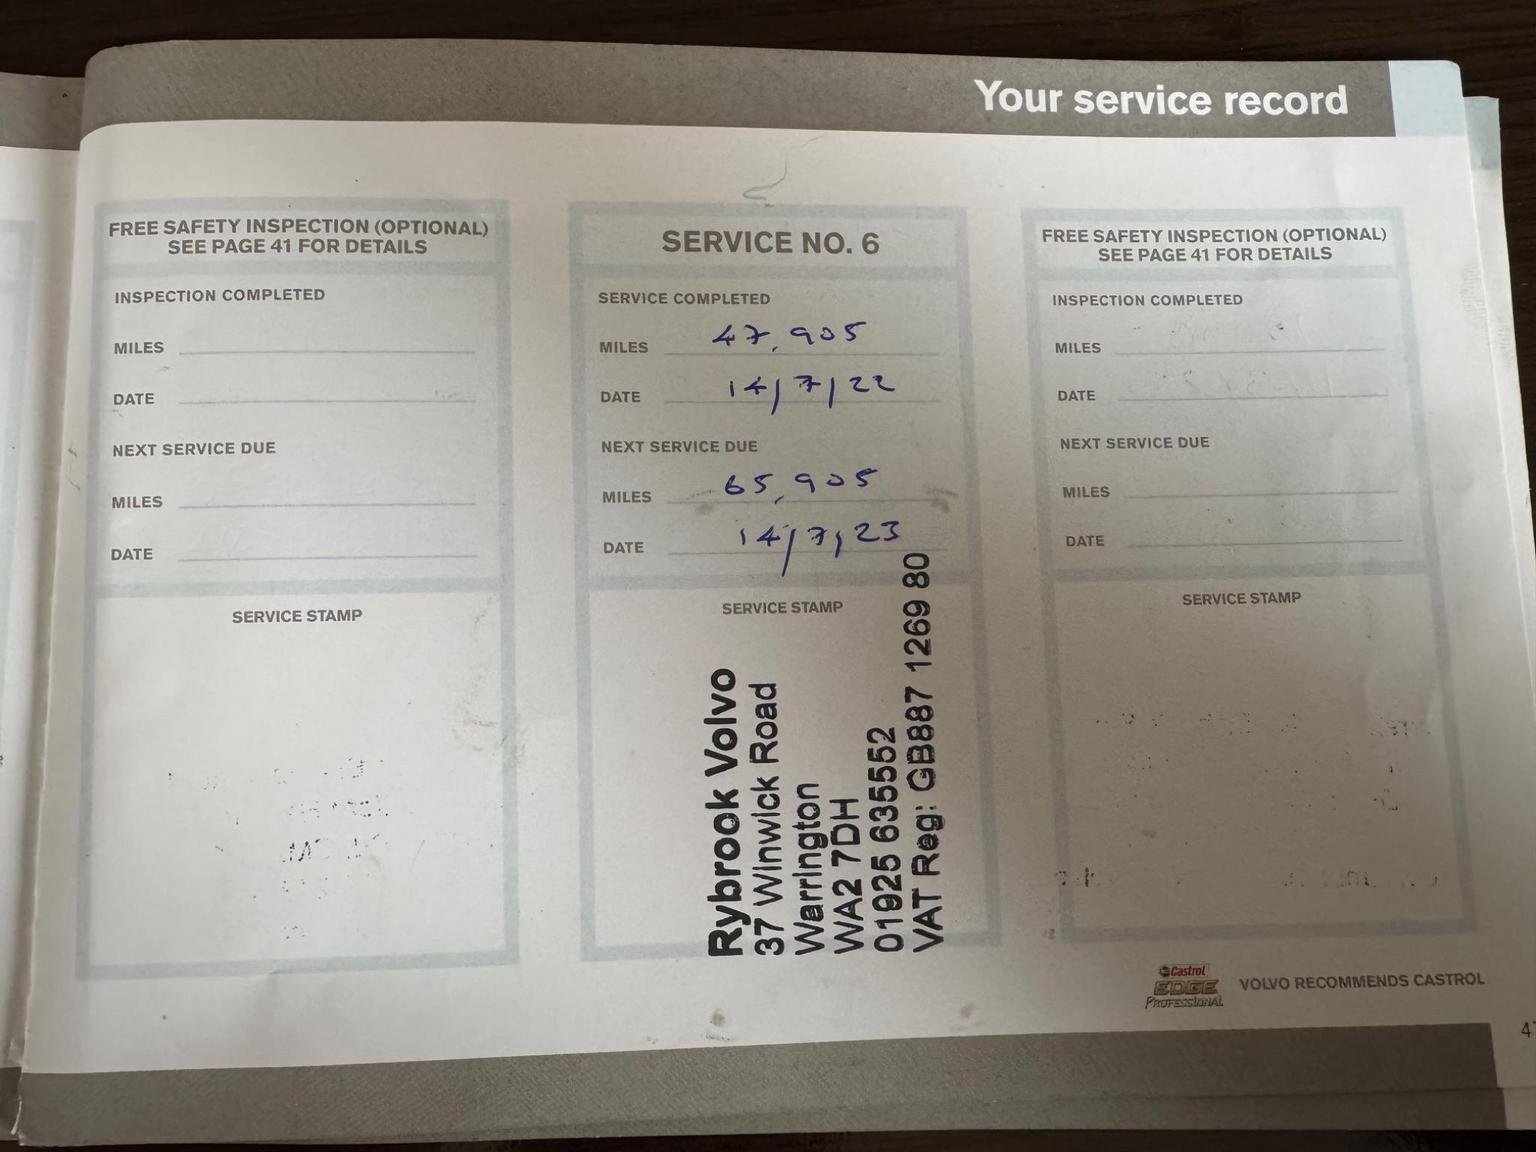 Your service record
FREE SAFETY INSPECTION (OPTIONAL)
SEE PAGE 41 FOR DETAILS
INSPECTION COMPLETED
MILES
DATE
NEXT SERVICE DUE
MILES
DATE
SERVICE STAMP
SERVICE NO. 6
SERVICE COMPLETED
MILES 47,905
DATE 14/7/22
NEXT SERVICE DUE
MILES 65,905
DATE 14/7/23
SERVICE STAMP
Rybrook Volvo
37 Winwick Road
Warrington
WA2 7DH
01925 635552
VAT Reg: GB887 1269 80
FREE SAFETY INSPECTION (OPTIONAL)
SEE PAGE 41 FOR DETAILS
INSPECTION COMPLETED
MILES
DATE
NEXT SERVICE DUE
MILES
DATE
SERVICE STAMP
Castrol
EDGE
PROFESSIONAL
VOLVO RECOMMENDS CASTROL